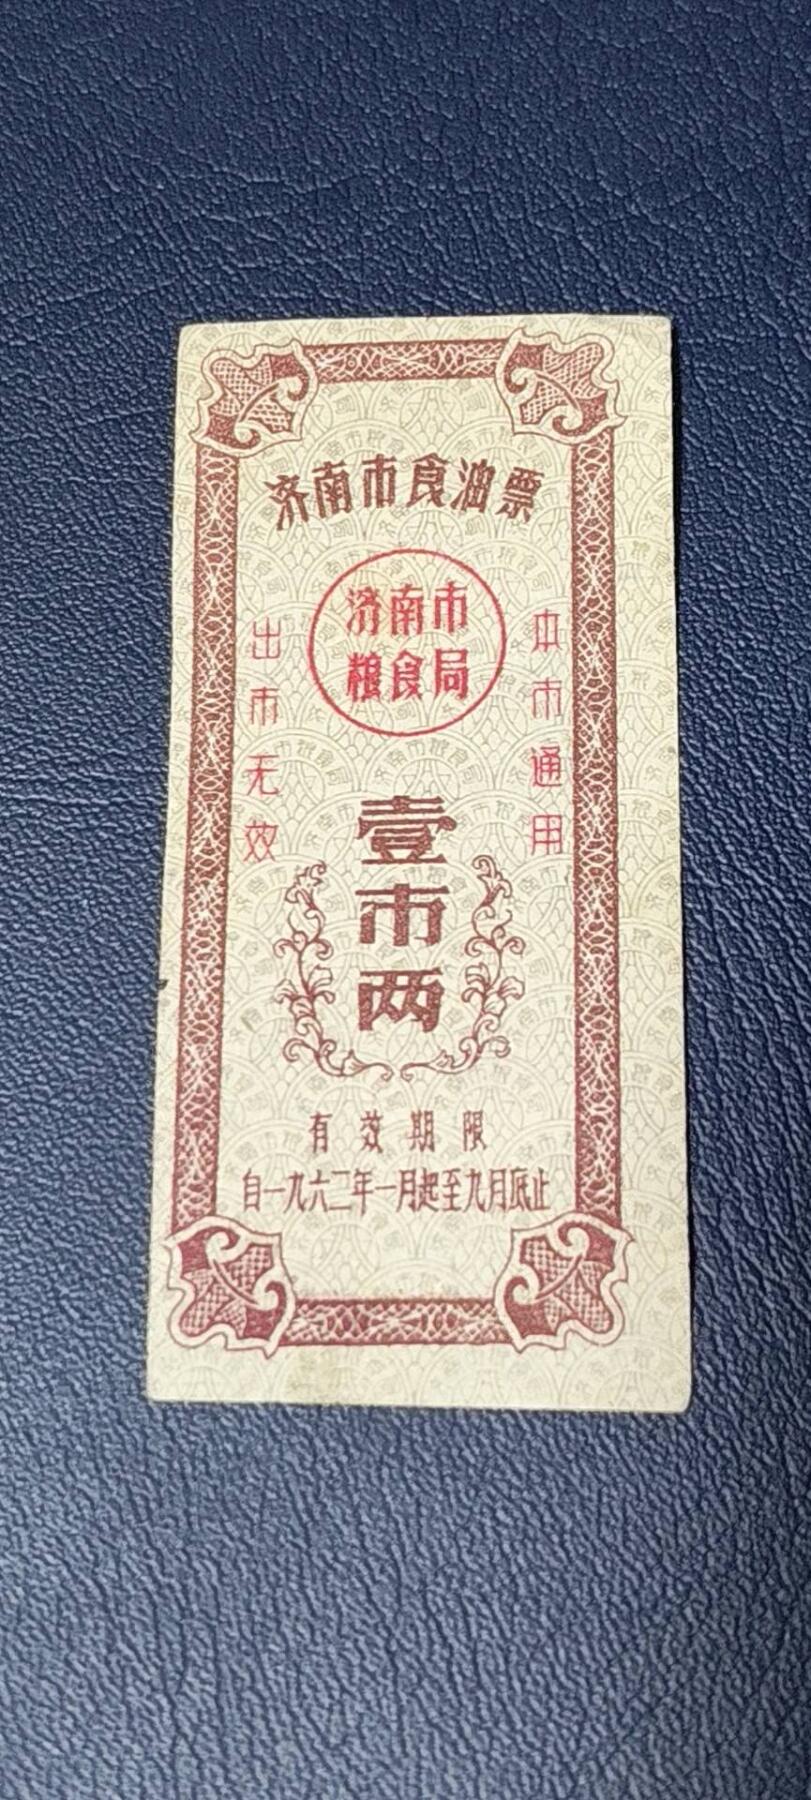 济南市食油票
济南市
粮食局
本市通用
出市无效
壹市两
有效期限
自一九六二年一月起至九月底止